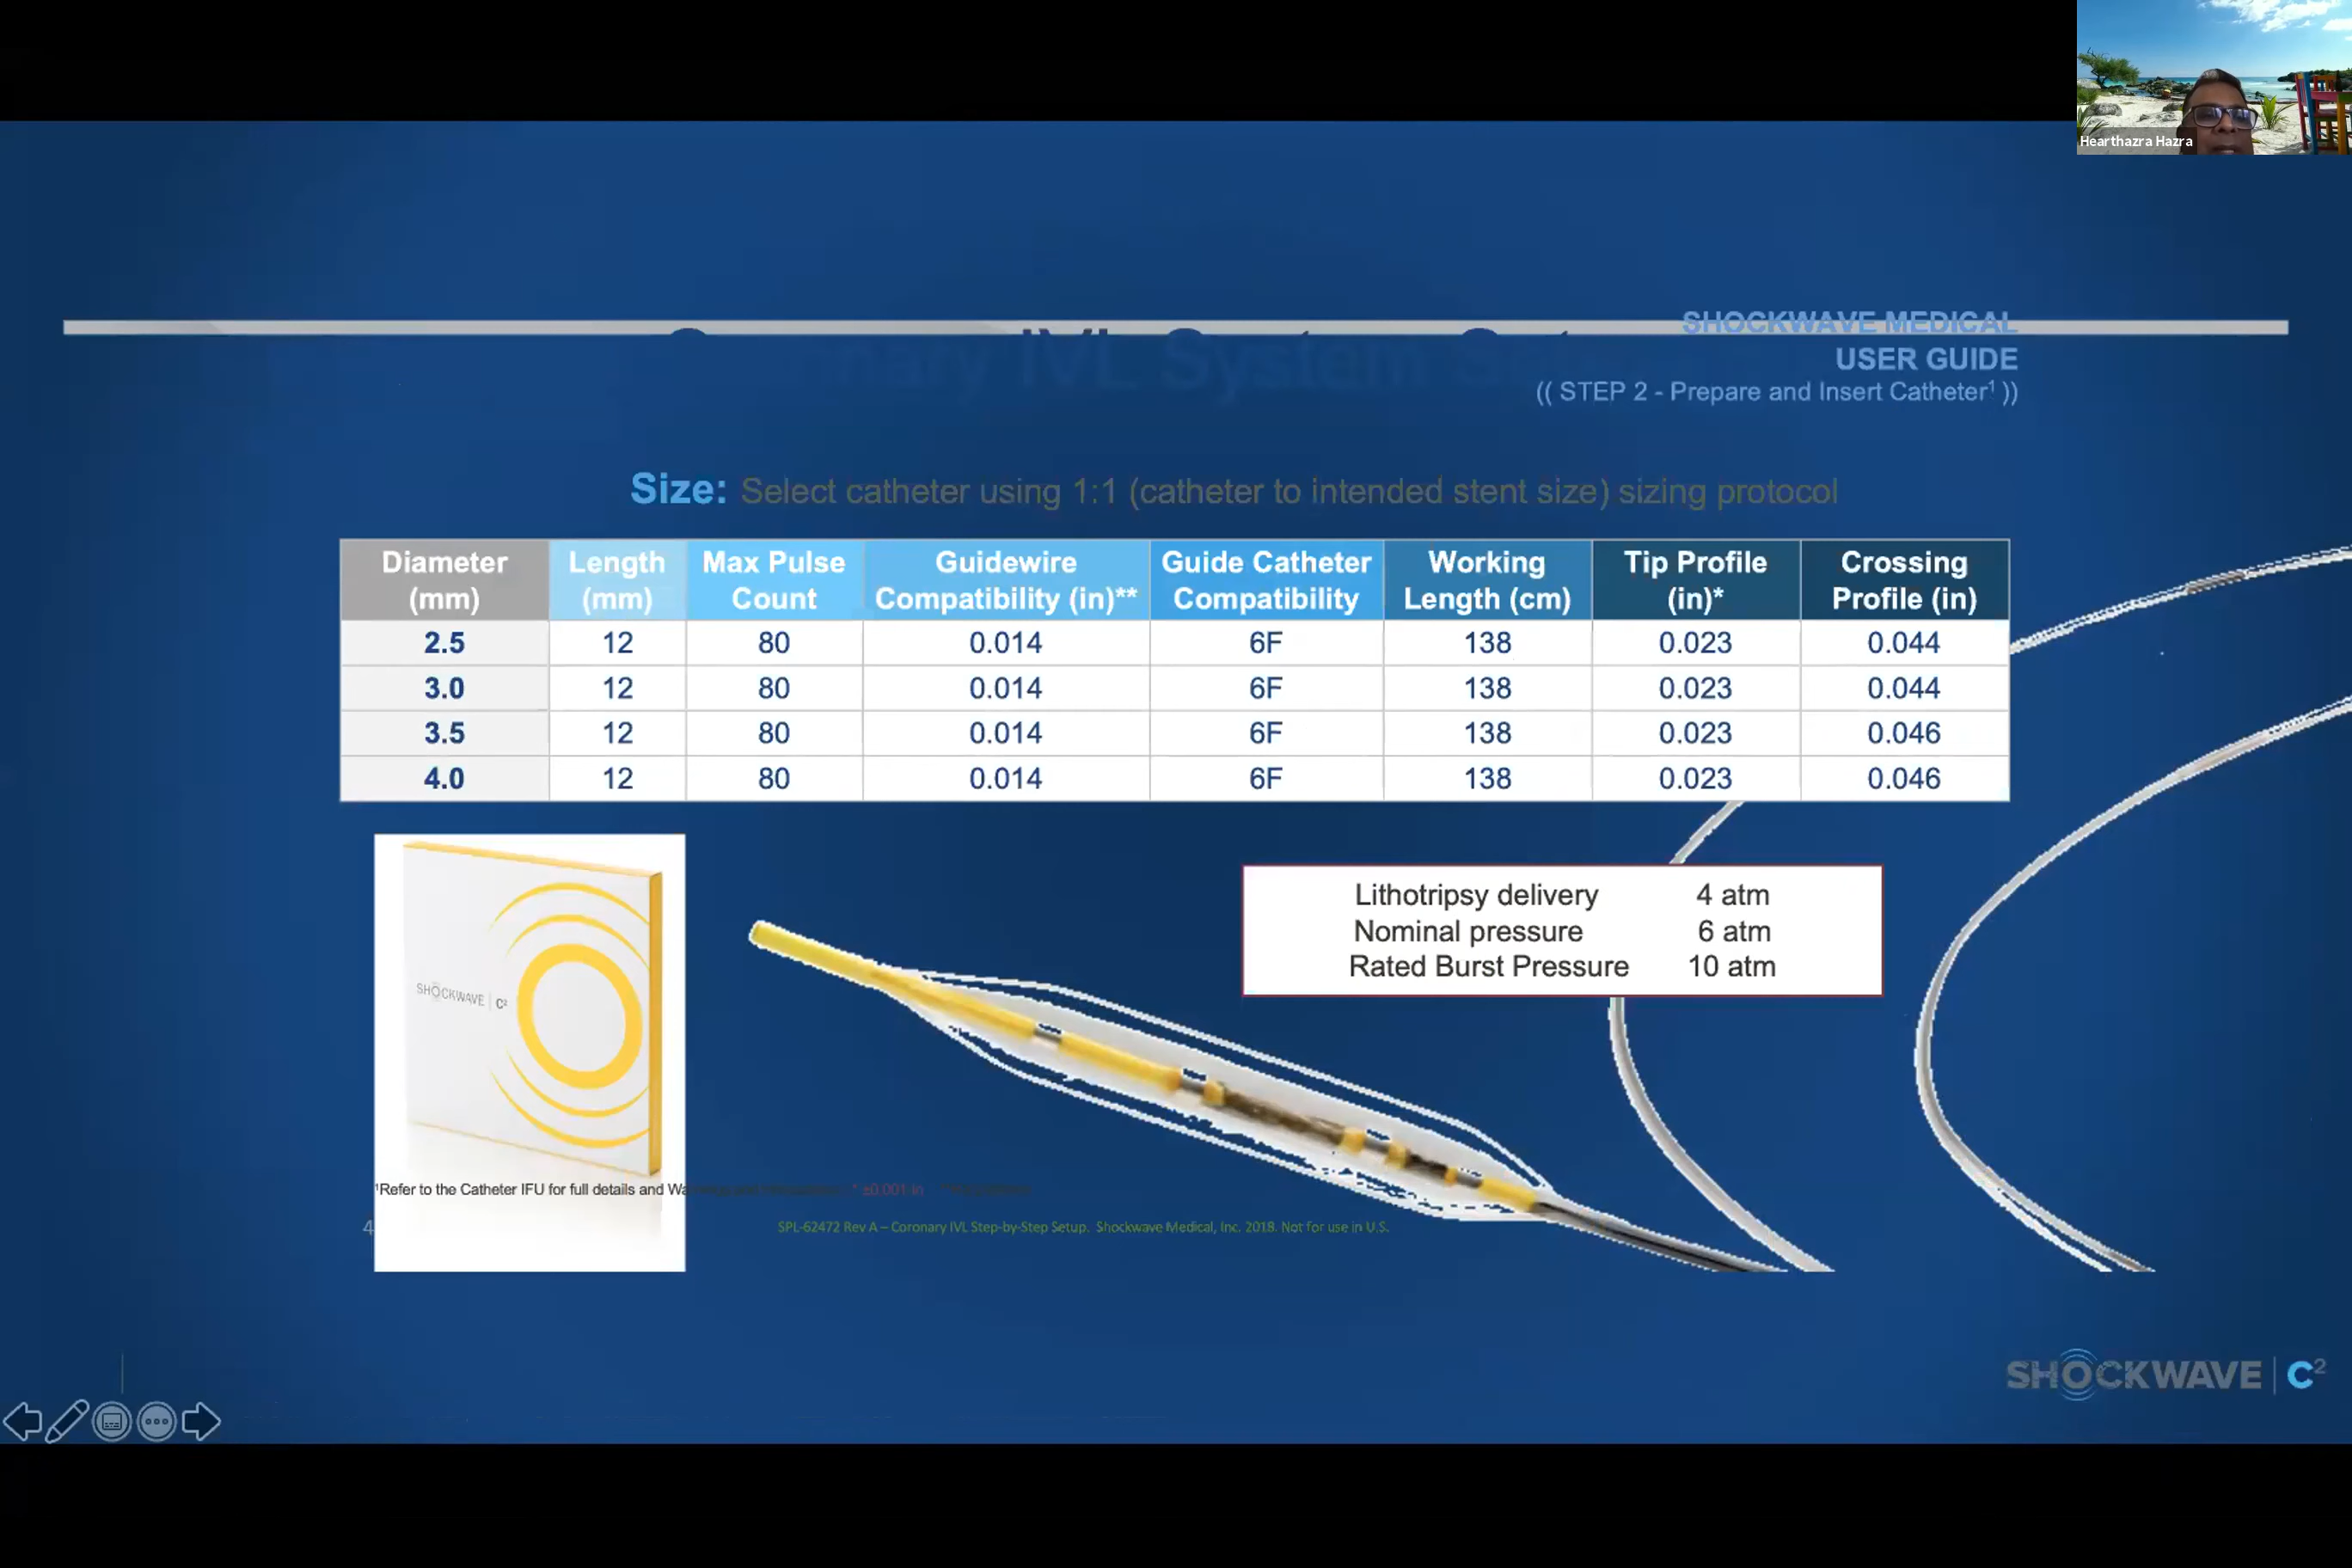 Hearthazra Hazra
IVL System
SHOCKWAVE MEDICAL
USER GUIDE
(( STEP 2 - Prepare and Insert Catheter¹ ))
Size: Select catheter using 1:1 (catheter to intended stent size) sizing protocol
Diameter (mm) Length (mm) Max Pulse Count Guidewire Compatibility (in)** Guide Catheter Compatibility Working Length (cm) Tip Profile (in)* Crossing Profile (in)
2.5 12 80 0.014 6F 138 0.023 0.044
3.0 12 80 0.014 6F 138 0.023 0.044
3.5 12 80 0.014 6F 138 0.023 0.046
4.0 12 80 0.014 6F 138 0.023 0.046
Lithotripsy delivery 4 atm
Nominal pressure 6 atm
Rated Burst Pressure 10 atm
SHOCKWAVE | C²
¹Refer to the Catheter IFU for full details and * ±0.001 in
4
SPL-62472 Rev A – Coronary IVL Step-by-Step Setup. Shockwave Medical, Inc. 2018. Not for use in U.S.
SHOCKWAVE | C²